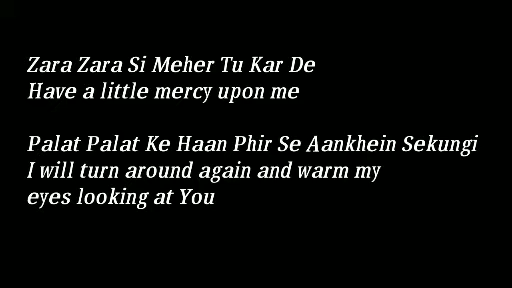 Zara Zara Si Meher Tu Kar De
Have a little mercy upon me
Palat Palat Ke Haan Phir Se Aankhein Sekungi
I will turn around again and warm my
eyes looking at You